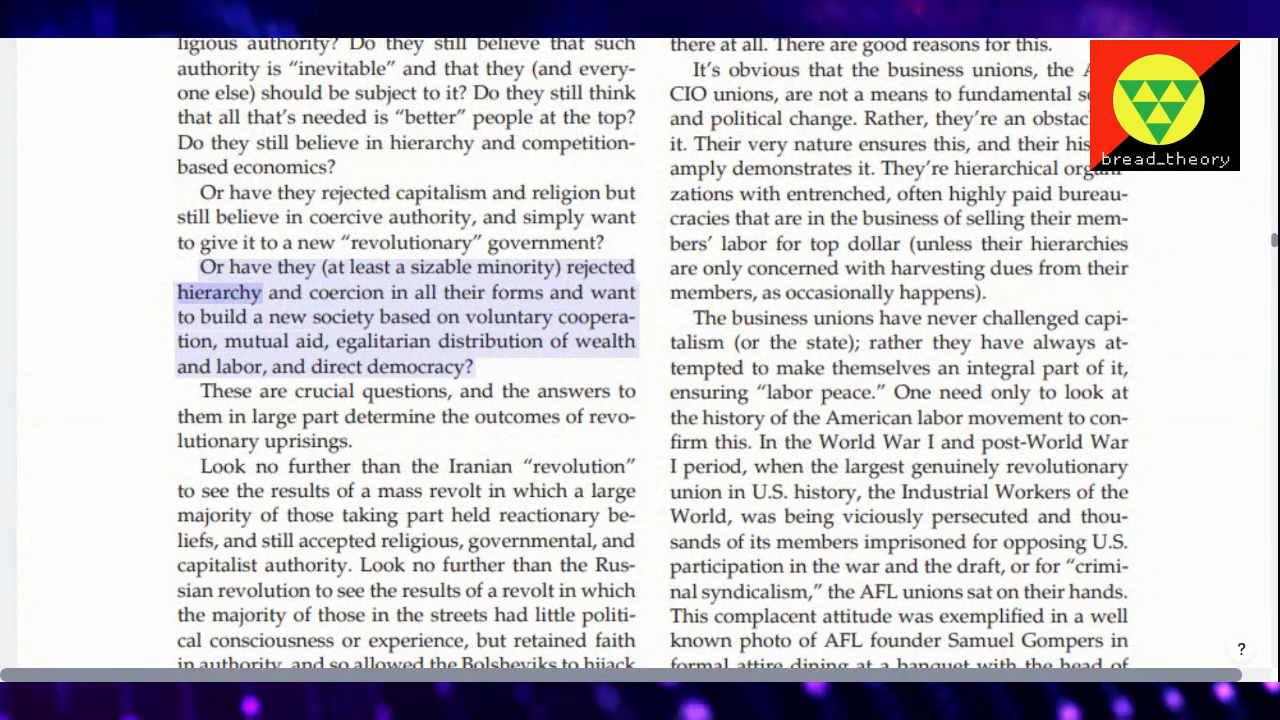 ligious authority? Do they still believe that such
authority is “inevitable” and that they (and every-
one else) should be subject to it? Do they still think
that all that’s needed is “better” people at the top?
Do they still believe in hierarchy and competition-
based economics?
Or have they rejected capitalism and religion but
still believe in coercive authority, and simply want
to give it to a new “revolutionary” government?
Or have they (at least a sizable minority) rejected
hierarchy and coercion in all their forms and want
to build a new society based on voluntary coopera-
tion, mutual aid, egalitarian distribution of wealth
and labor, and direct democracy?
These are crucial questions, and the answers to
them in large part determine the outcomes of revo-
lutionary uprisings.
Look no further than the Iranian “revolution”
to see the results of a mass revolt in which a large
majority of those taking part held reactionary be-
liefs, and still accepted religious, governmental, and
capitalist authority. Look no further than the Rus-
sian revolution to see the results of a revolt in which
the majority of those in the streets had little politi-
cal consciousness or experience, but retained faith
in authority, and so allowed the Bolsheviks to hijack
there at all. There are good reasons for this.
It’s obvious that the business unions, the
CIO unions, are not a means to fundamental
and political change. Rather, they’re an
it. Their very nature ensures this, and their
amply demonstrates it. They’re hierarchical organi-
zations with entrenched, often highly paid bureau-
cracies that are in the business of selling their mem-
bers’ labor for top dollar (unless their hierarchies
are only concerned with harvesting dues from their
members, as occasionally happens).
The business unions have never challenged capi-
talism (or the state); rather they have always at-
tempted to make themselves an integral part of it,
ensuring “labor peace.” One need only to look at
the history of the American labor movement to con-
firm this. In the World War I and post-World War
I period, when the largest genuinely revolutionary
union in U.S. history, the Industrial Workers of the
World, was being viciously persecuted and thou-
sands of its members imprisoned for opposing U.S.
participation in the war and the draft, or for “crimi-
nal syndicalism,” the AFL unions sat on their hands.
This complacent attitude was exemplified in a well
known photo of AFL founder Samuel Gompers in
formal attire dining at a banquet with the head of
bread_theory
?